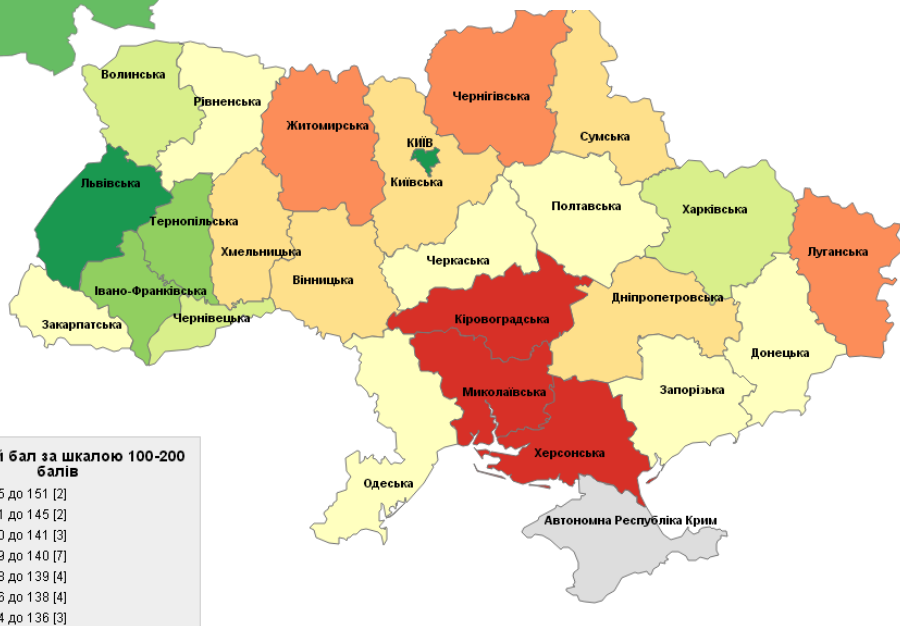 Волинська
Рівненська
Житомирська
Чернігівська
КИЇВ
Сумська
Київська
Львівська
Тернопільська
Хмельницька
Вінницька
Черкаська
Полтавська
Харківська
Луганська
Івано-Франківська
Закарпатська
Чернівецька
Кіровоградська
Дніпропетровська
Донецька
Миколаївська
Запорізька
Херсонська
Одеська
Автономна Республіка Крим
й бал за шкалою 100-200
балів
5 до 151 [2]
1 до 145 [2]
0 до 141 [3]
9 до 140 [7]
8 до 139 [4]
6 до 138 [4]
4 до 136 [3]